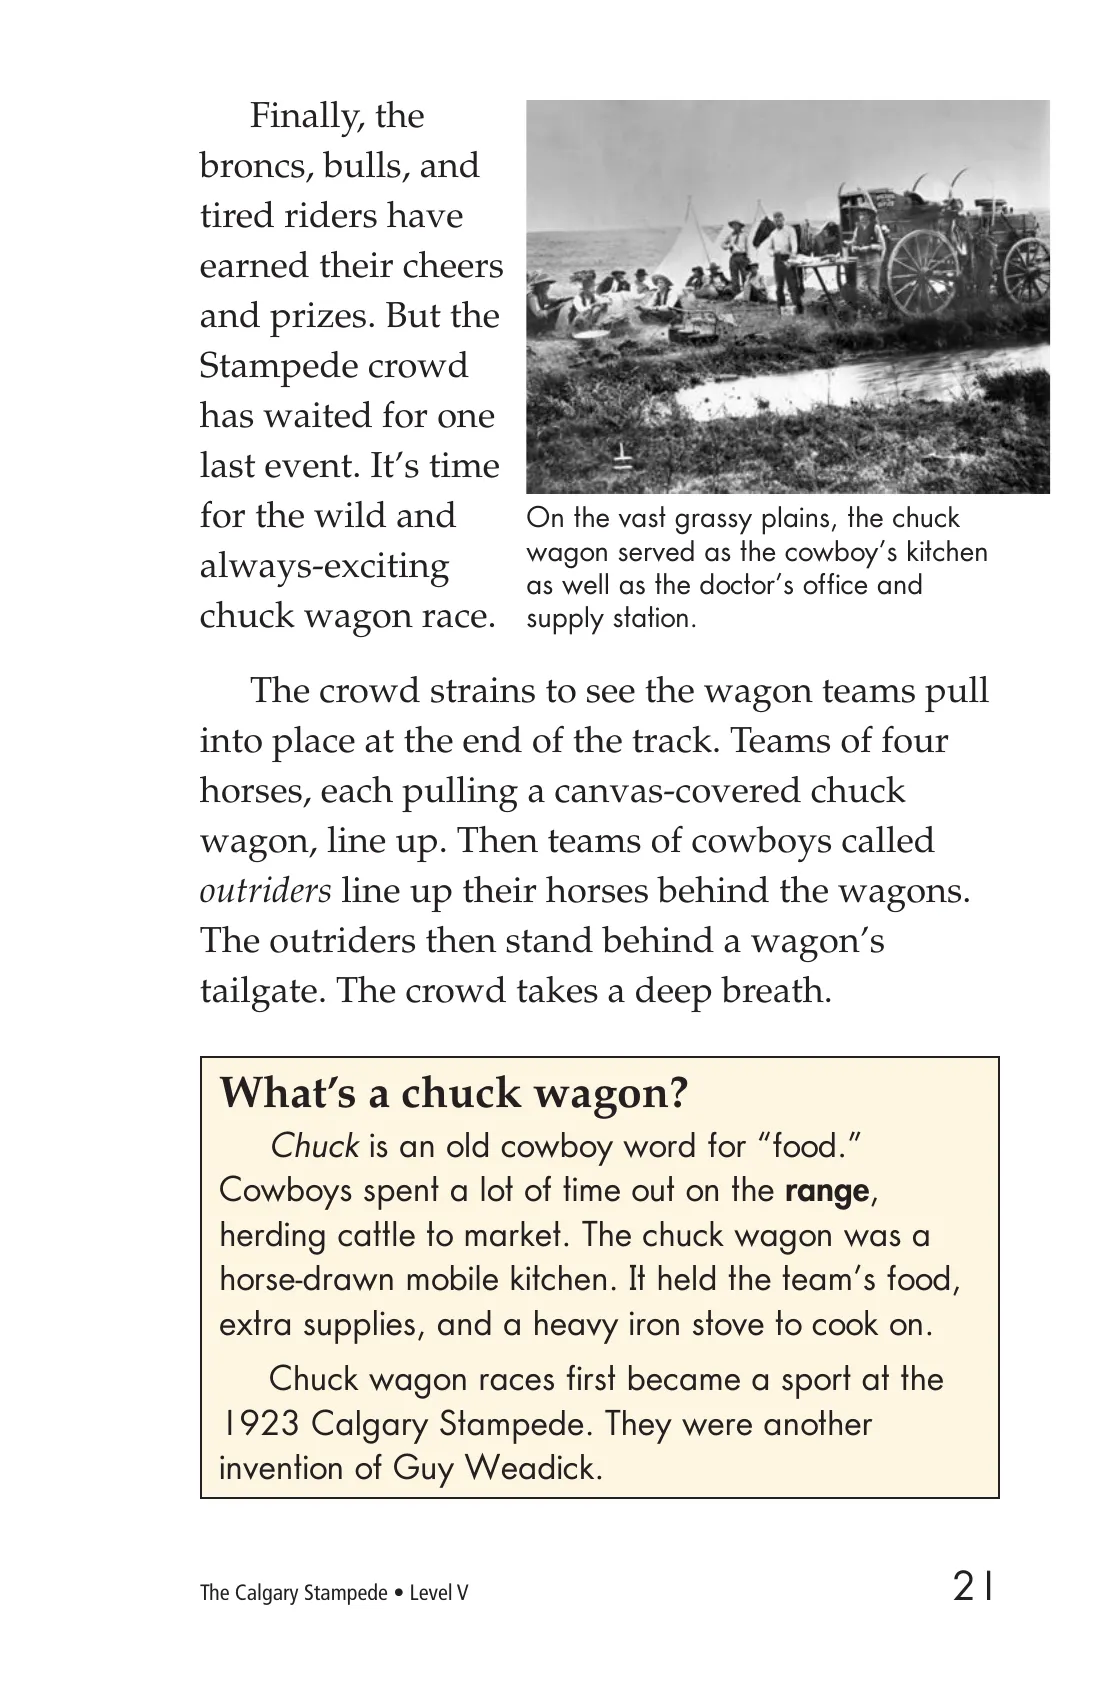 Finally, the
broncs, bulls, and
tired riders have
earned their cheers
and prizes. But the
Stampede crowd
has waited for one
last event. It’s time
for the wild and
always-exciting
chuck wagon race.
On the vast grassy plains, the chuck
wagon served as the cowboy’s kitchen
as well as the doctor’s office and
supply station.
The crowd strains to see the wagon teams pull
into place at the end of the track. Teams of four
horses, each pulling a canvas-covered chuck
wagon, line up. Then teams of cowboys called
outriders line up their horses behind the wagons.
The outriders then stand behind a wagon’s
tailgate. The crowd takes a deep breath.
What’s a chuck wagon?
Chuck is an old cowboy word for “food.”
Cowboys spent a lot of time out on the range,
herding cattle to market. The chuck wagon was a
horse-drawn mobile kitchen. It held the team’s food,
extra supplies, and a heavy iron stove to cook on.
Chuck wagon races first became a sport at the
1923 Calgary Stampede. They were another
invention of Guy Weadick.
The Calgary Stampede • Level V
21